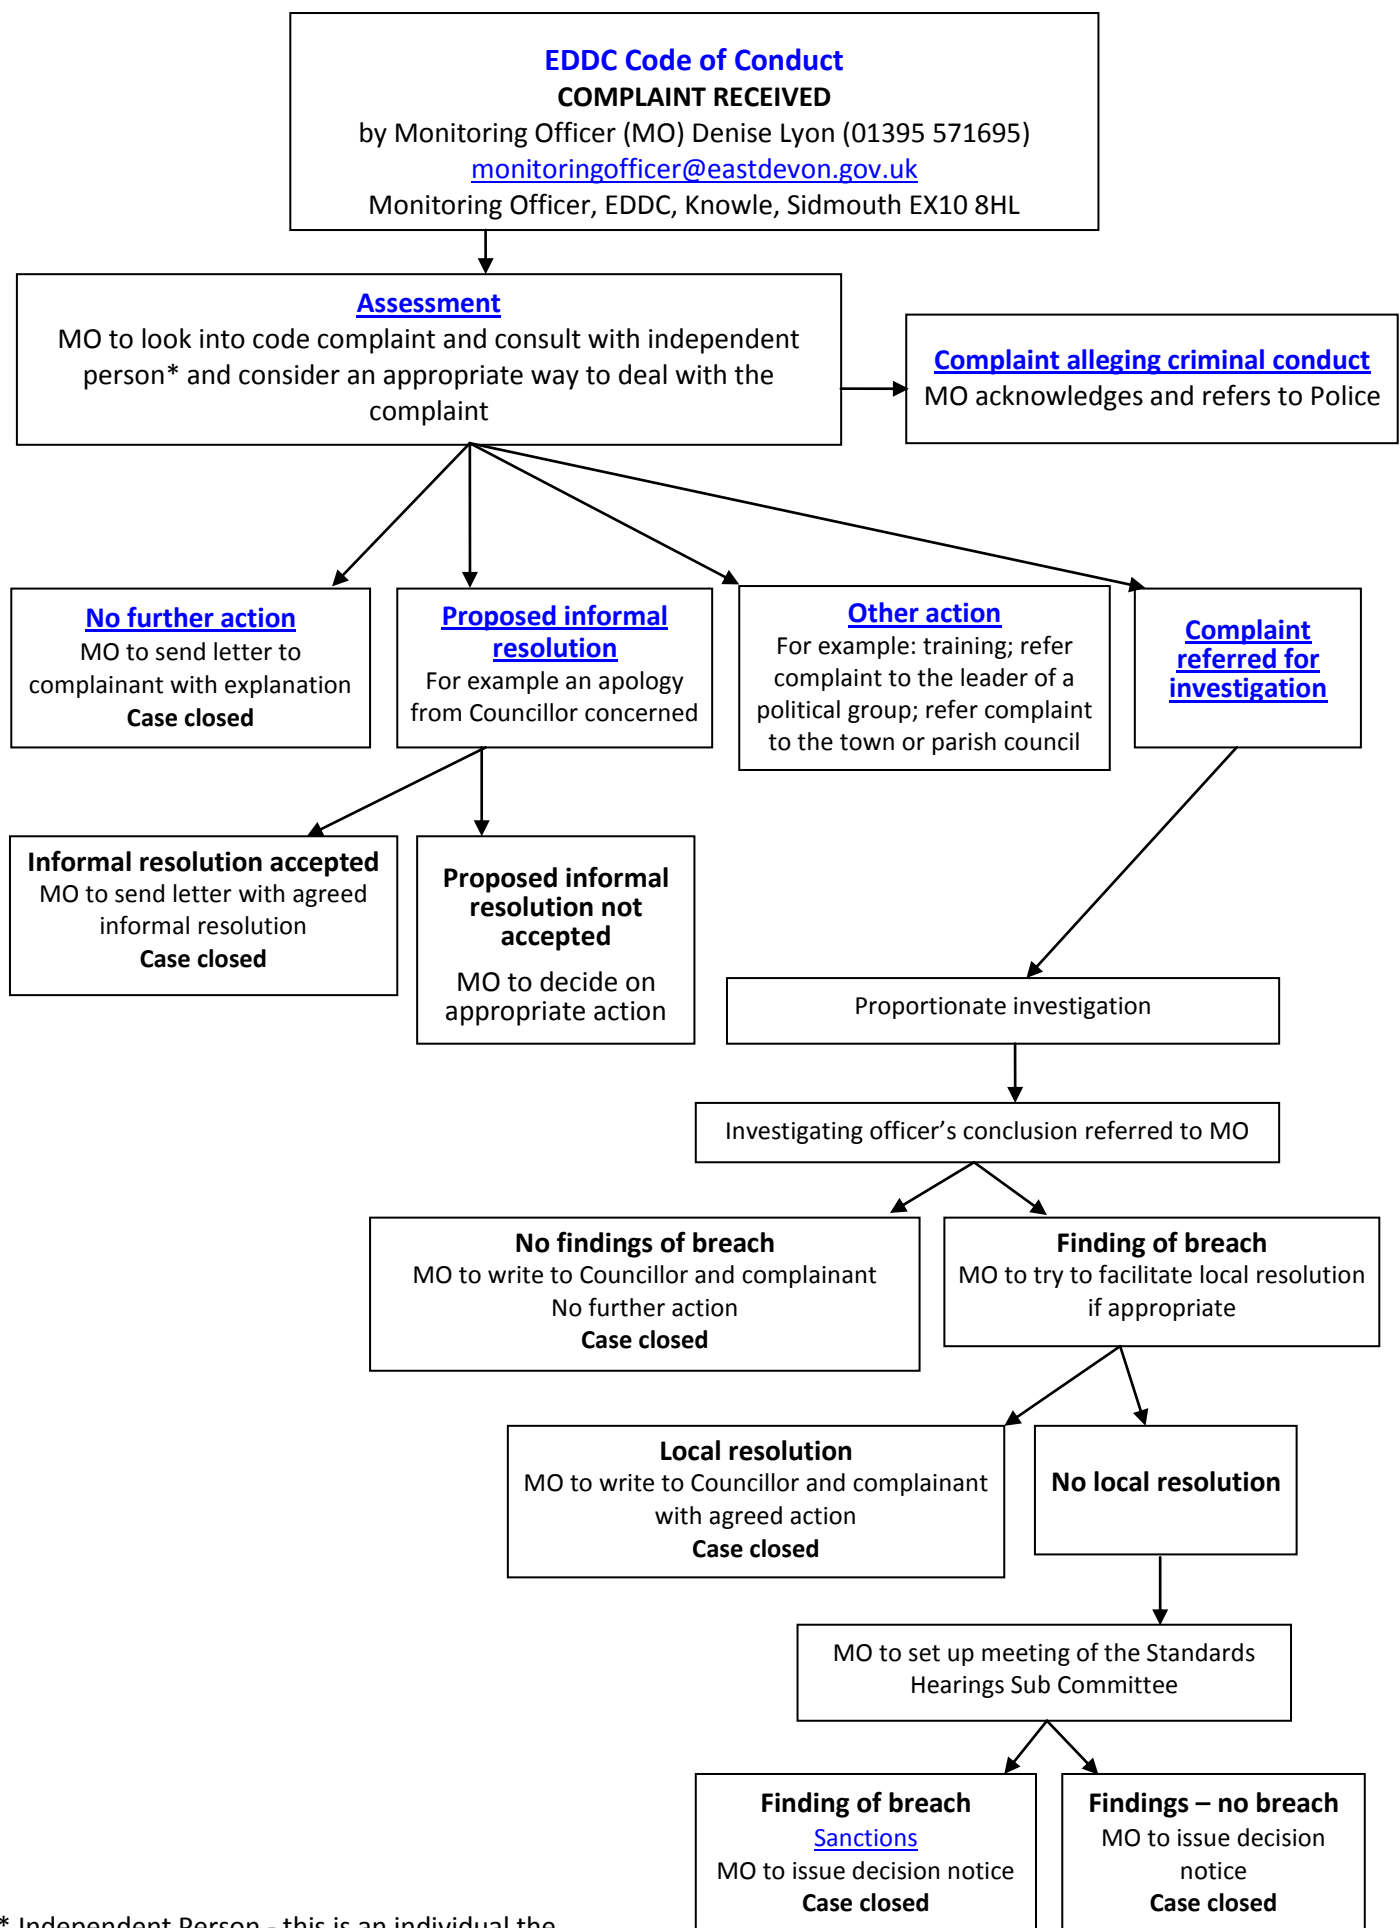 EDDC Code of Conduct
COMPLAINT RECEIVED
by Monitoring Officer (MO) Denise Lyon (01395 571695)
monitoringofficer@eastdevon.gov.uk
Monitoring Officer, EDDC, Knowle, Sidmouth EX10 8HL
Assessment
MO to look into code complaint and consult with independent
person* and consider an appropriate way to deal with the
complaint
Complaint alleging criminal conduct
MO acknowledges and refers to Police
No further action
MO to send letter to
complainant with explanation
Case closed
Proposed informal
resolution
For example an apology
from Councillor concerned
Other action
For example: training; refer
complaint to the leader of a
political group; refer complaint
to the town or parish council
Complaint
referred for
investigation
Informal resolution accepted
MO to send letter with agreed
informal resolution
Case closed
Proposed informal
resolution not
accepted
MO to decide on
appropriate action
Proportionate investigation
Investigating officer’s conclusion referred to MO
No findings of breach
MO to write to Councillor and complainant
No further action
Case closed
Finding of breach
MO to try to facilitate local resolution
if appropriate
Local resolution
MO to write to Councillor and complainant
with agreed action
Case closed
No local resolution
MO to set up meeting of the Standards
Hearings Sub Committee
Finding of breach
Sanctions
MO to issue decision notice
Case closed
Findings – no breach
MO to issue decision
notice
Case closed
* Independent Person - this is an individual the